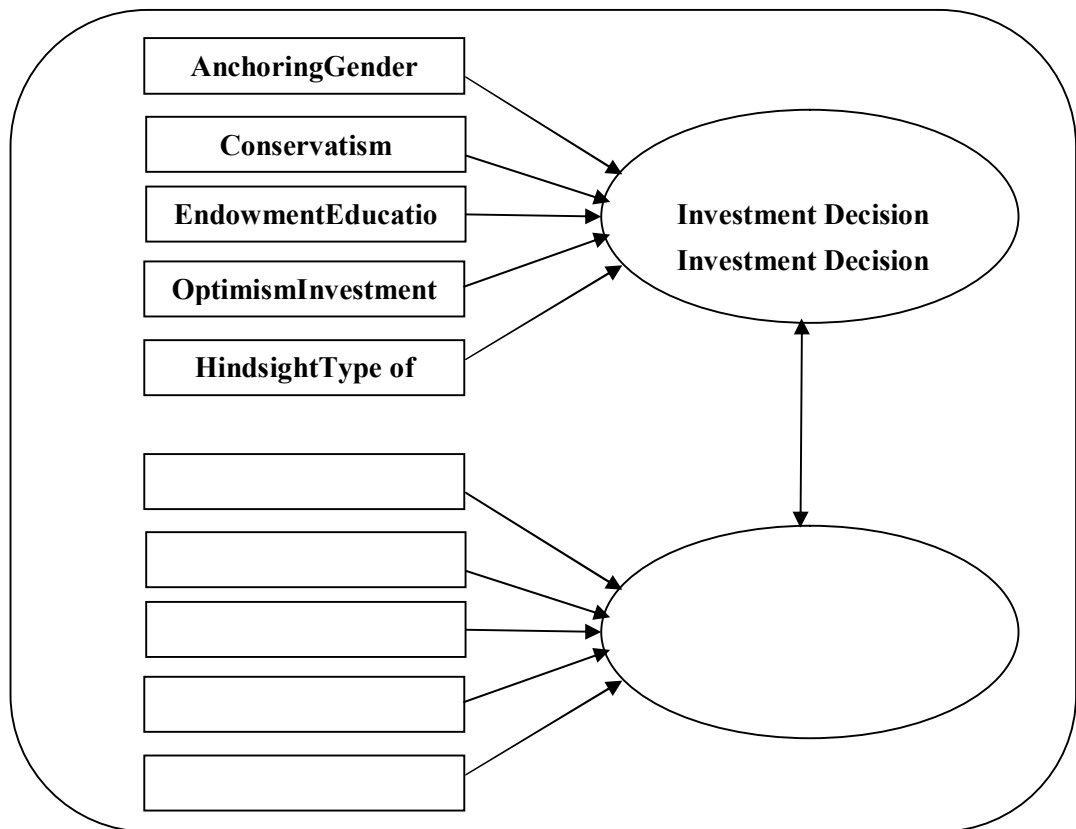 AnchoringGender
Conservatism
EndowmentEducatio
OptimismInvestment
HindsightType of
Investment Decision
Investment Decision